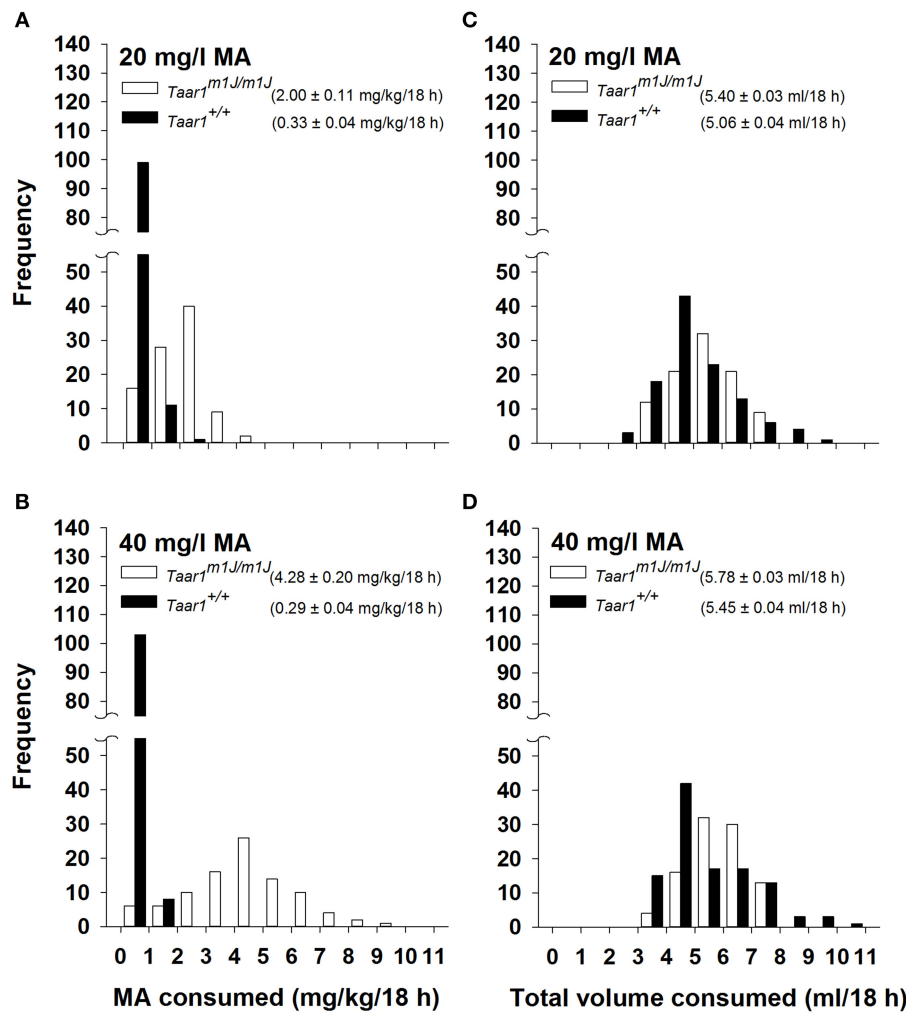 A
20 mg/l MA
Taar1 m1J/m1J (2.00 ± 0.11 mg/kg/18 h)
Taar1 +/+ (0.33 ± 0.04 mg/kg/18 h)
140
130
120
110
100
90
80
50
40
30
20
10
0
Frequency
C
20 mg/l MA
Taar1 m1J/m1J (5.40 ± 0.03 ml/18 h)
Taar1 +/+ (5.06 ± 0.04 ml/18 h)
140
130
120
110
100
90
80
50
40
30
20
10
0
B
40 mg/l MA
Taar1 m1J/m1J (4.28 ± 0.20 mg/kg/18 h)
Taar1 +/+ (0.29 ± 0.04 mg/kg/18 h)
140
130
120
110
100
90
80
50
40
30
20
10
0
Frequency
0 1 2 3 4 5 6 7 8 9 10 11
MA consumed (mg/kg/18 h)
D
40 mg/l MA
Taar1 m1J/m1J (5.78 ± 0.03 ml/18 h)
Taar1 +/+ (5.45 ± 0.04 ml/18 h)
140
130
120
110
100
90
80
50
40
30
20
10
0
0 1 2 3 4 5 6 7 8 9 10 11
Total volume consumed (ml/18 h)